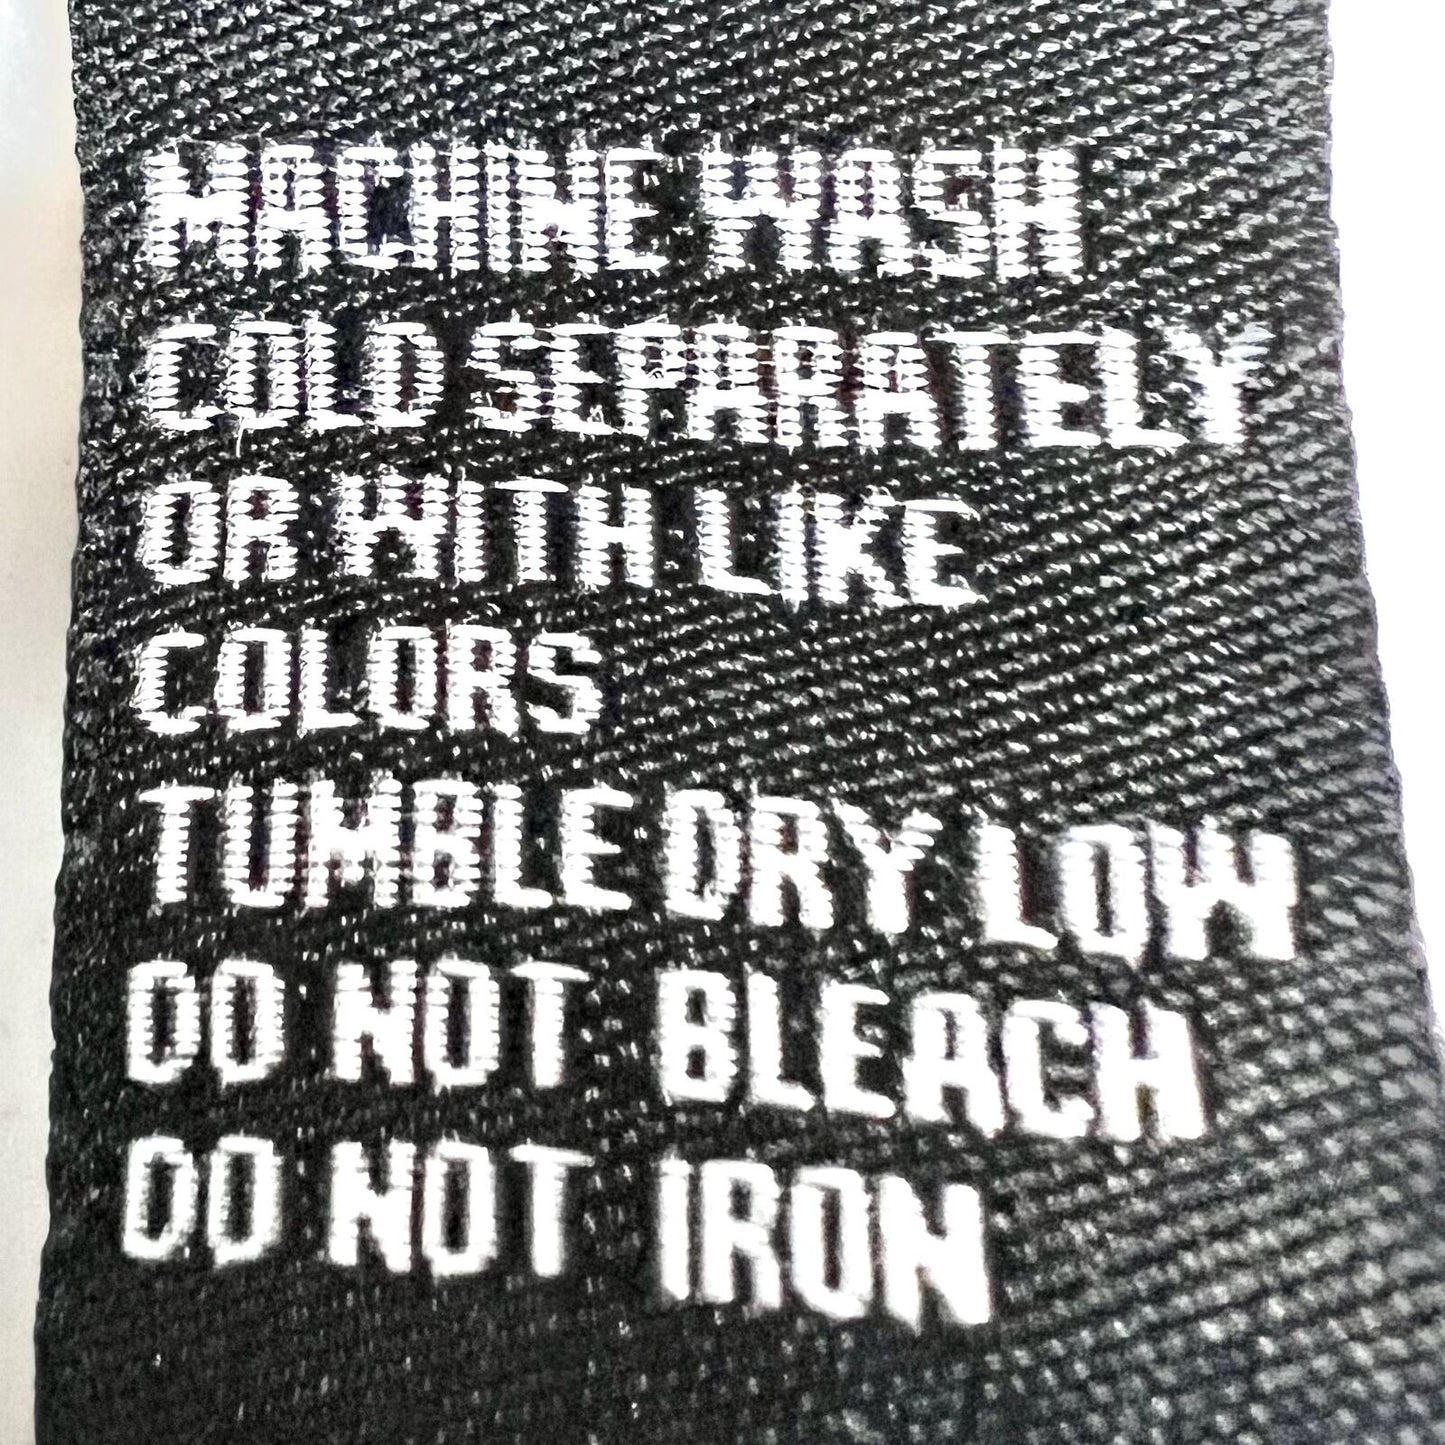 MACHINE WASH
COLD SEPARATELY
OR WITH LIKE
COLORS
TUMBLE DRY LOW
DO NOT BLEACH
DO NOT IRON